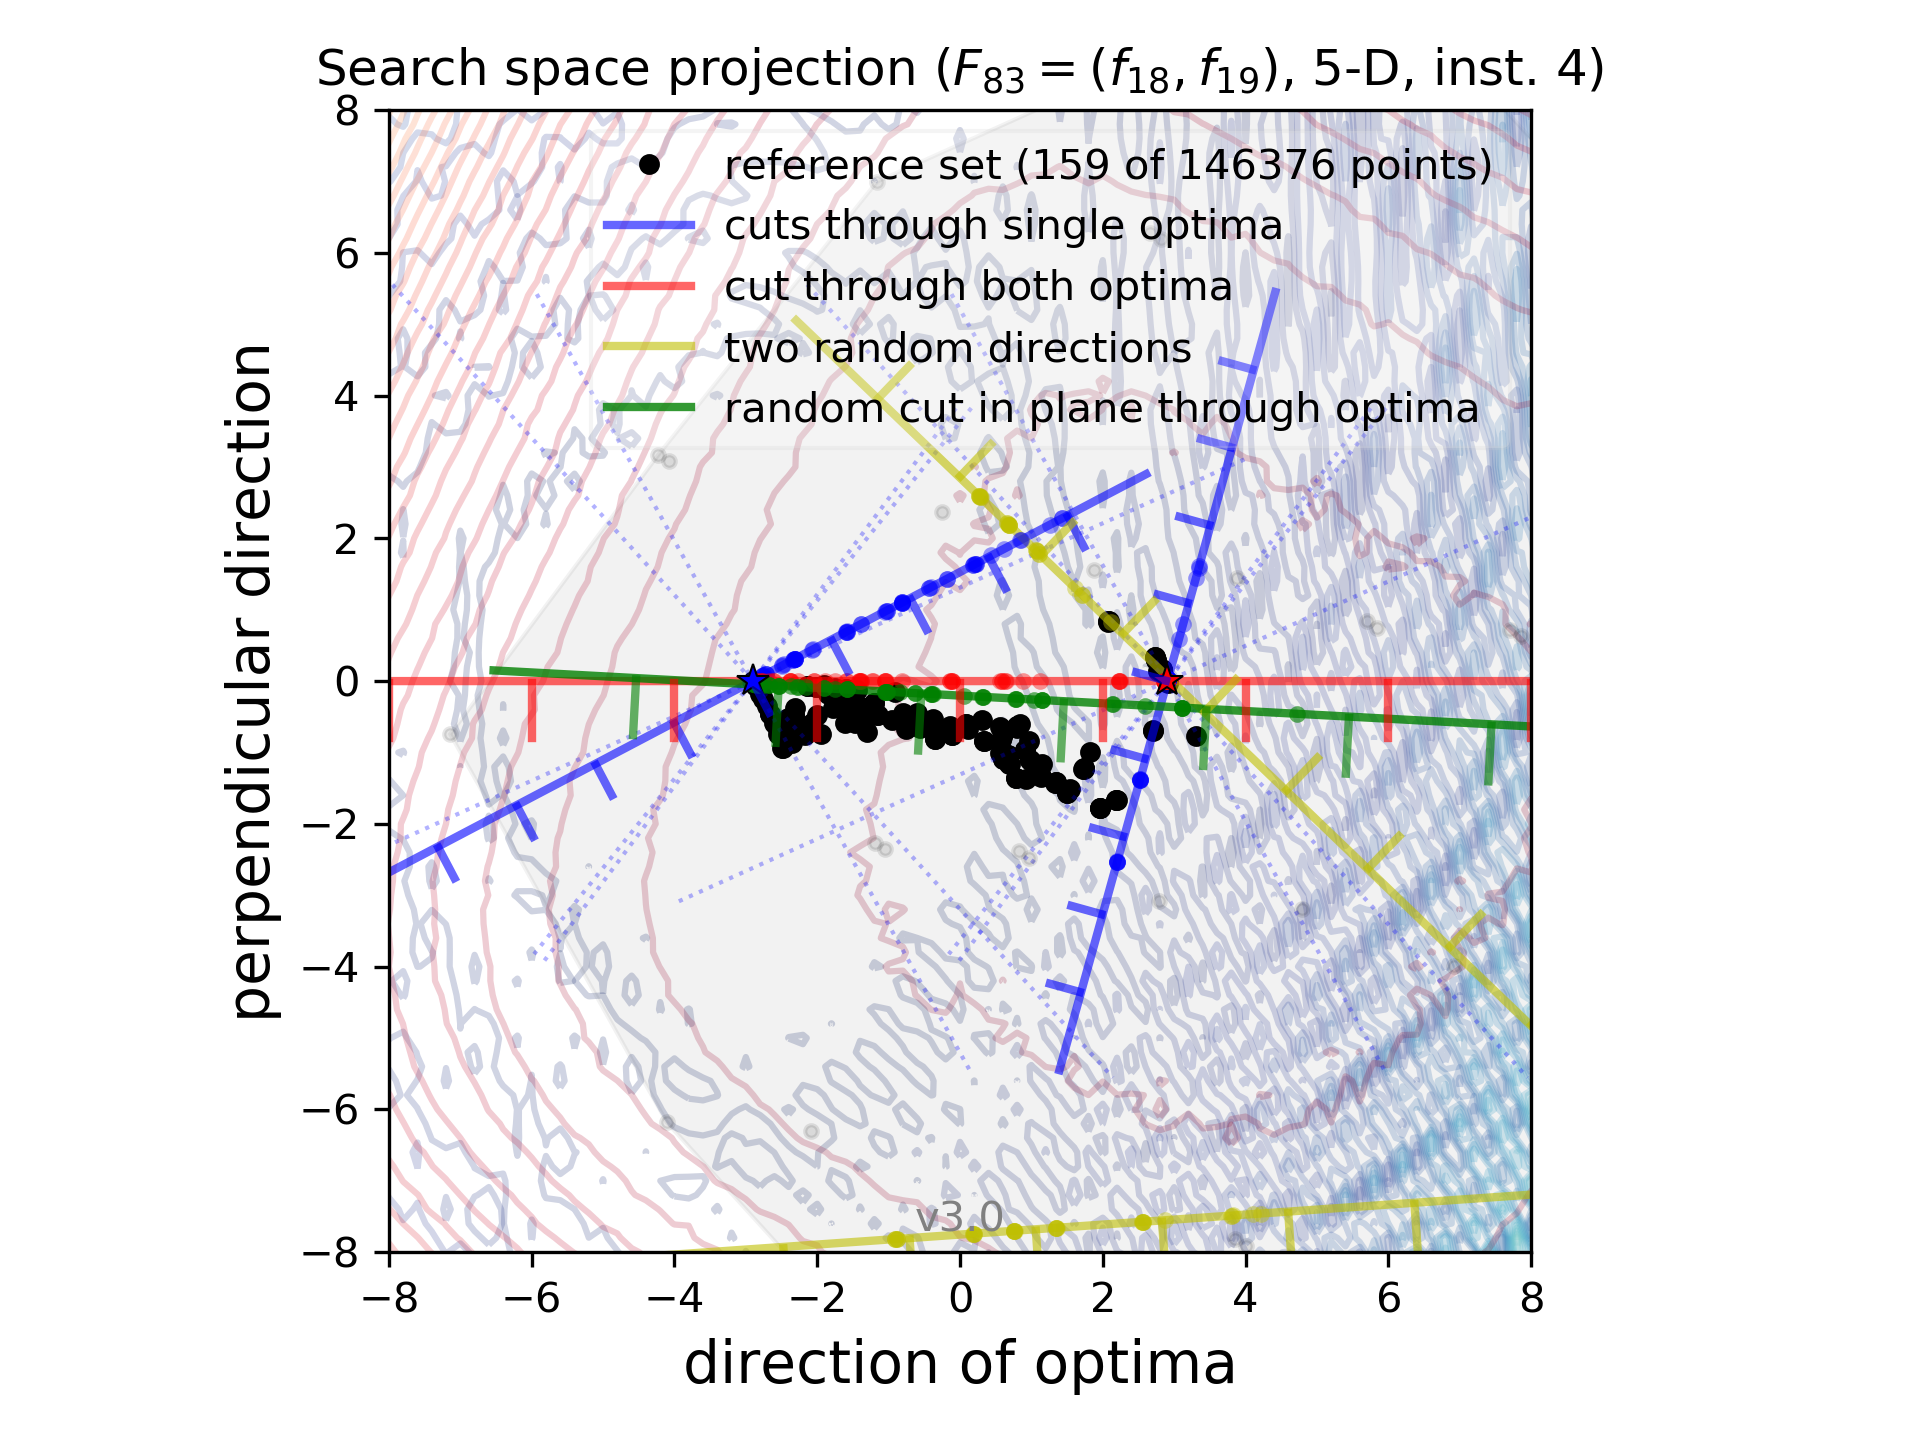 Search space projection (F83 = (f18, f19), 5-D, inst. 4)
reference set (159 of 146376 points)
cuts through single optima
cut through both optima
two random directions
random cut in plane through optima
8
6
4
2
0
−2
−4
−6
−8
perpendicular direction
v3.0
−8 −6 −4 −2 0 2 4 6 8
direction of optima